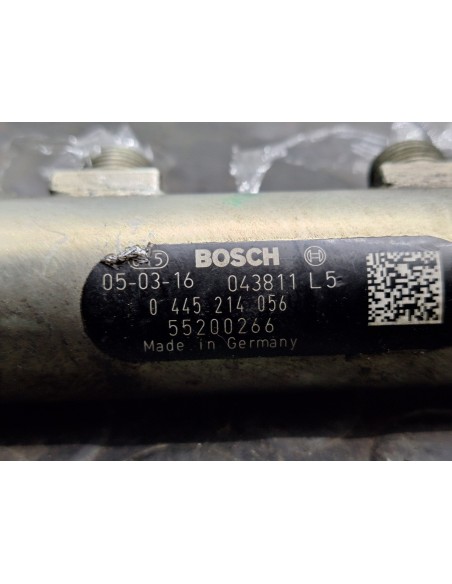 BOSCH
05-03-16 043811 L5
0 445 214 056
55200266
Made in Germany